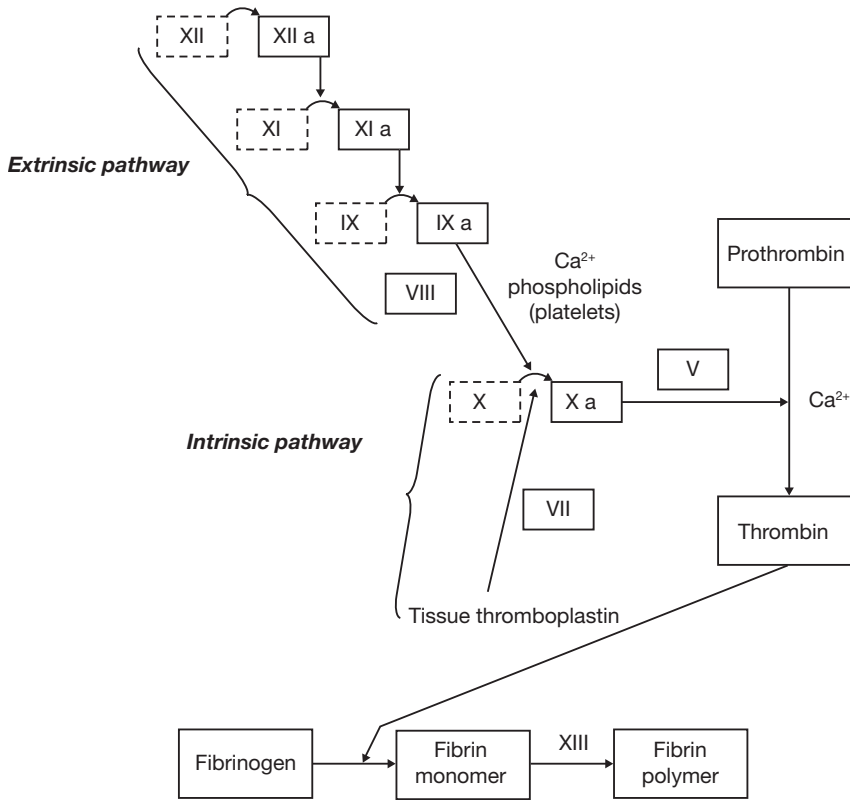 XII
XII a
XI
XI a
Extrinsic pathway
IX
IX a
VIII
Ca²⁺
phospholipids
(platelets)
Prothrombin
V
X
X a
Ca²⁺
Intrinsic pathway
VII
Thrombin
Tissue thromboplastin
Fibrinogen
Fibrin
monomer
XIII
Fibrin
polymer